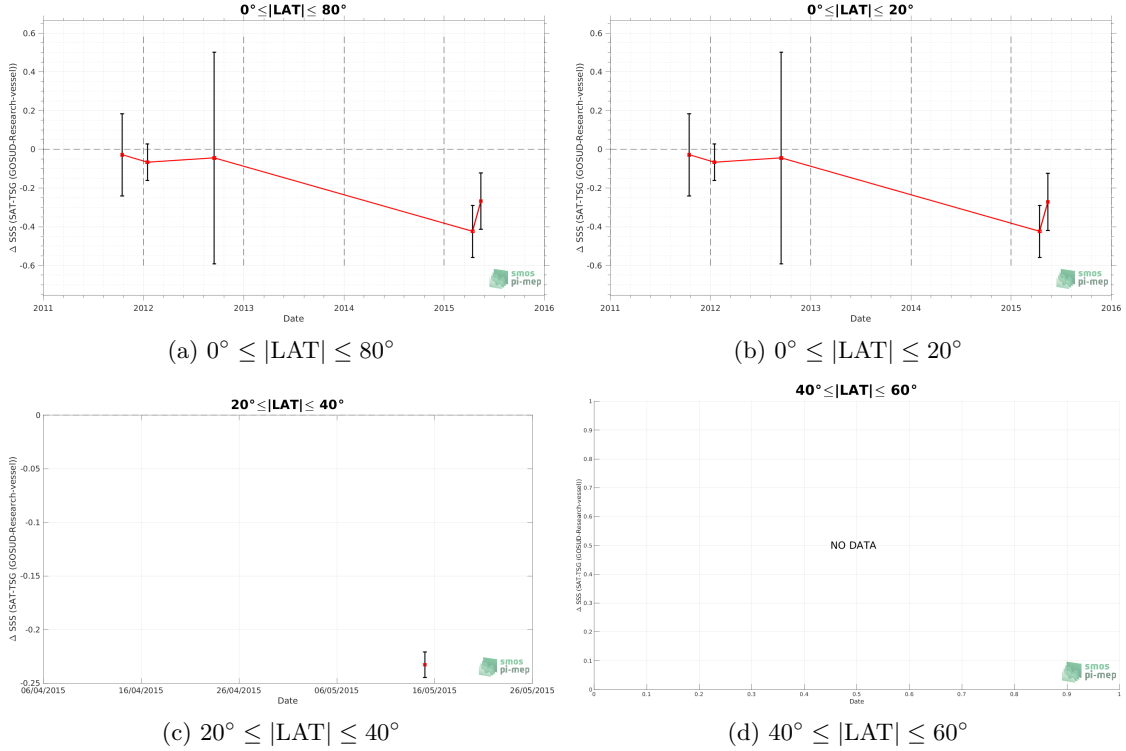 0°≤|LAT|≤ 80°
Δ SSS (SAT-TSG (GOSUD-Research-vessel))
0.6
0.4
0.2
0
-0.2
-0.4
-0.6
2011 2012 2013 2014 2015 2016
Date
smos
pi-mep
(a) 0° ≤ |LAT| ≤ 80°
0°≤|LAT|≤ 20°
Δ SSS (SAT-TSG (GOSUD-Research-vessel))
0.6
0.4
0.2
0
-0.2
-0.4
-0.6
2011 2012 2013 2014 2015 2016
Date
smos
pi-mep
(b) 0° ≤ |LAT| ≤ 20°
20°≤|LAT|≤ 40°
Δ SSS (SAT-TSG (GOSUD-Research-vessel))
0
-0.05
-0.1
-0.15
-0.2
-0.25
06/04/2015 16/04/2015 26/04/2015 06/05/2015 16/05/2015 26/05/2015
Date
smos
pi-mep
(c) 20° ≤ |LAT| ≤ 40°
40°≤|LAT|≤ 60°
Δ SSS (SAT-TSG (GOSUD-Research-vessel))
1
0.9
0.8
0.7
0.6
0.5
0.4
0.3
0.2
0.1
0
NO DATA
0 0.1 0.2 0.3 0.4 0.5 0.6 0.7 0.8 0.9 1
Date
smos
pi-mep
(d) 40° ≤ |LAT| ≤ 60°